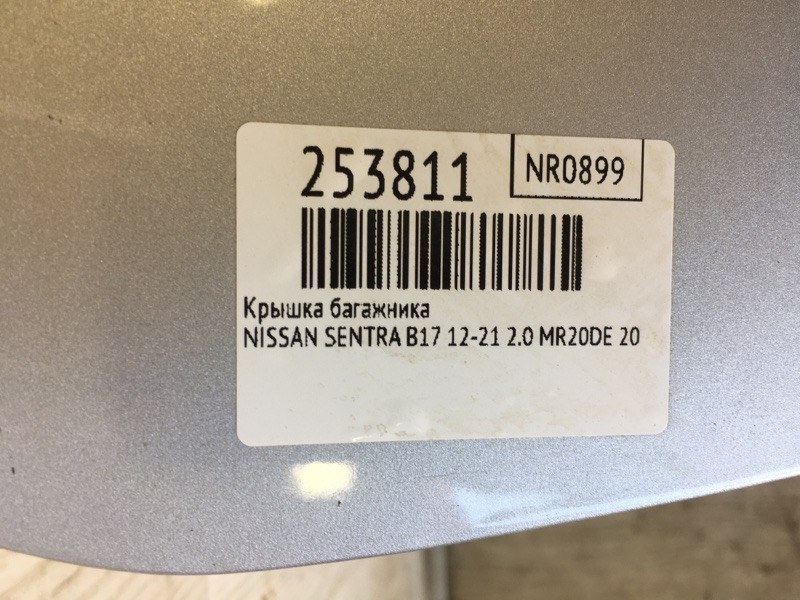 253811
NR0899
Крышка багажника
NISSAN SENTRA B17 12-21 2.0 MR20DE 20